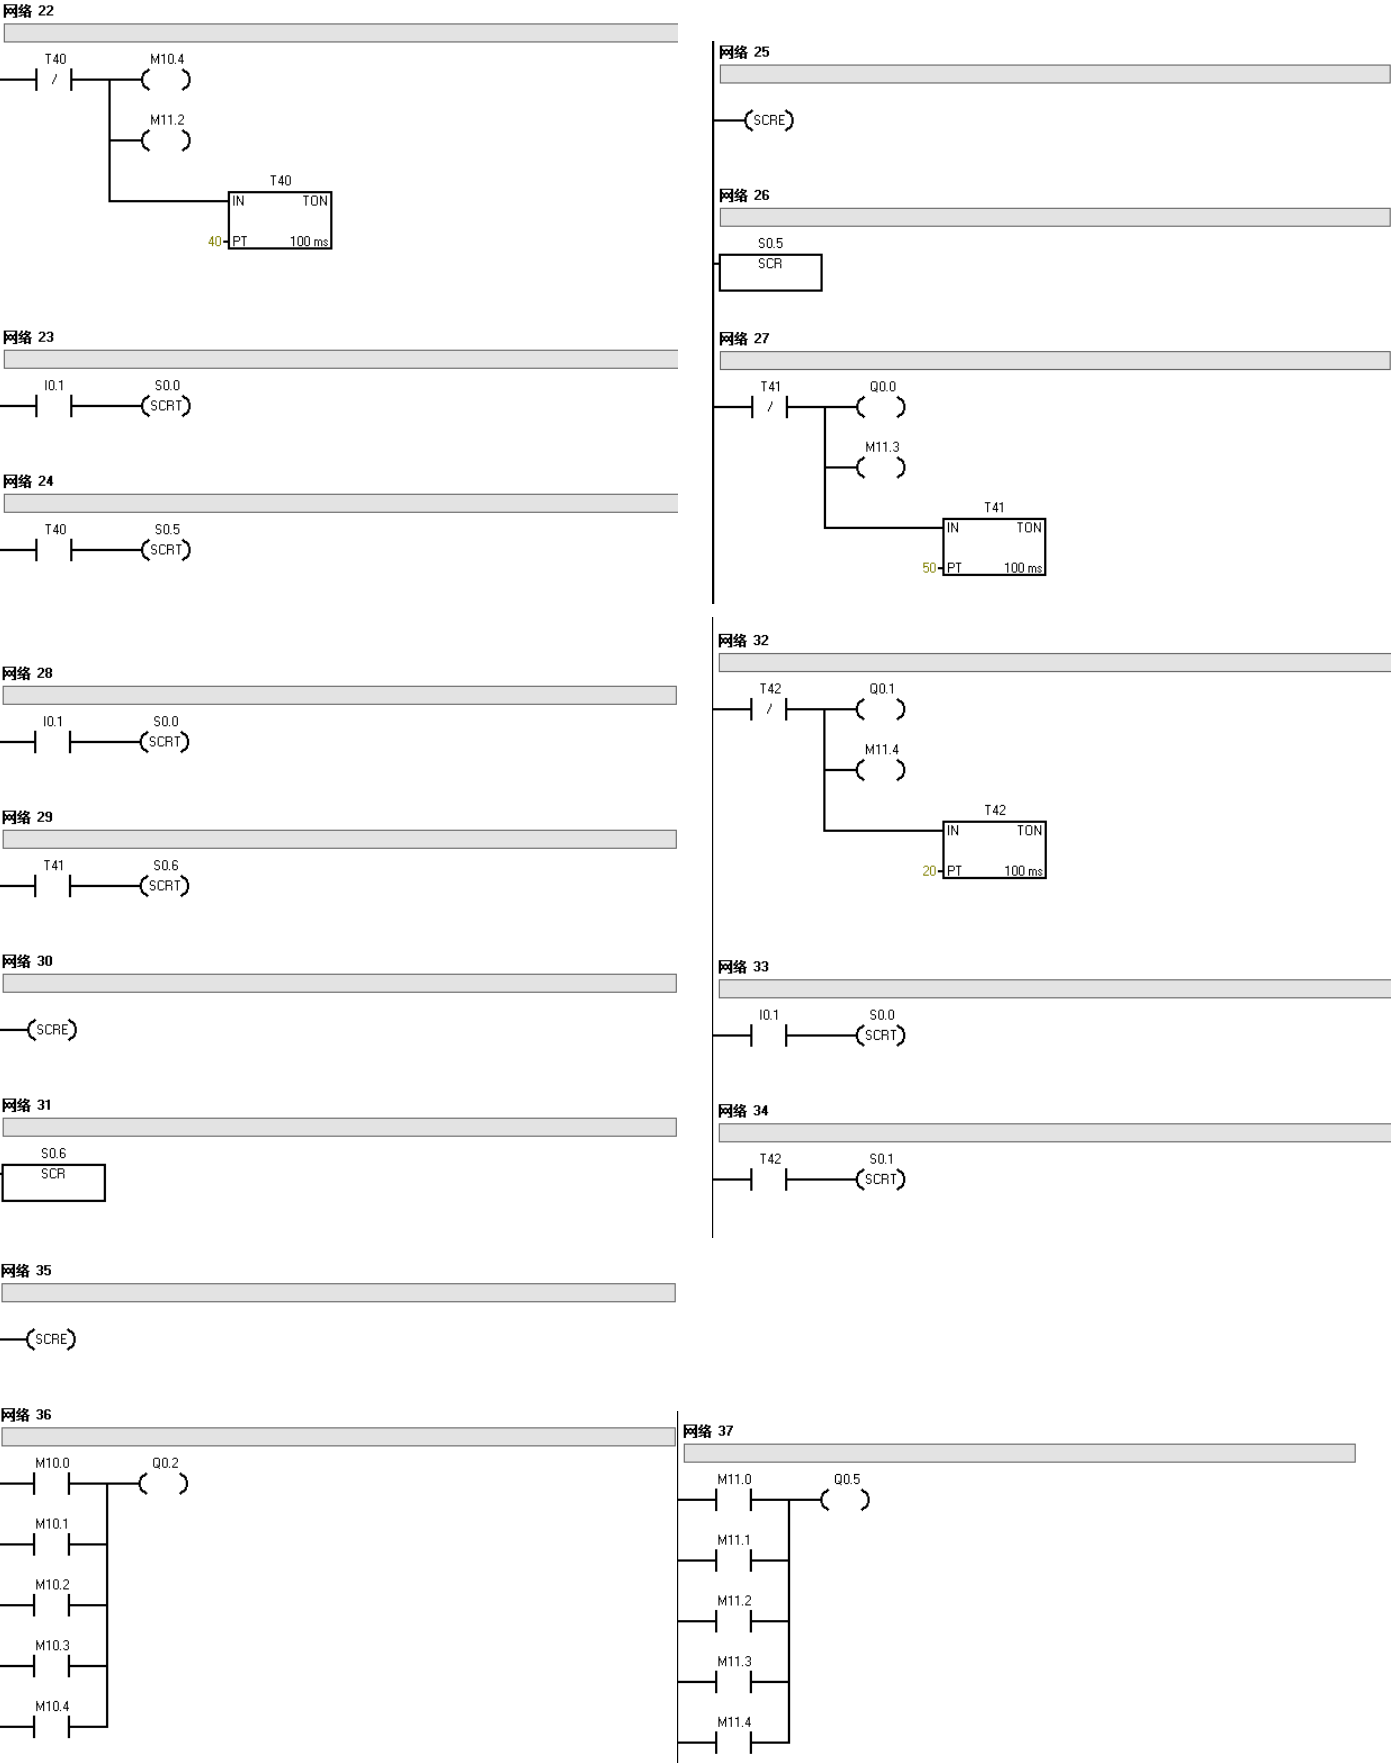 网络 22
T40
/
M10.4
( )
M11.2
( )
T40
IN TON
40 PT 100 ms
网络 23
I0.1 S0.0
(SCRT)
网络 24
T40 S0.5
(SCRT)
网络 25
(SCRE)
网络 26
S0.5
SCR
网络 27
T41
/
Q0.0
( )
M11.3
( )
T41
IN TON
50 PT 100 ms
网络 28
I0.1 S0.0
(SCRT)
网络 29
T41 S0.6
(SCRT)
网络 30
(SCRE)
网络 31
S0.6
SCR
网络 32
T42
/
Q0.1
( )
M11.4
( )
T42
IN TON
20 PT 100 ms
网络 33
I0.1 S0.0
(SCRT)
网络 34
T42 S0.1
(SCRT)
网络 35
(SCRE)
网络 36
M10.0 Q0.2
( )
M10.1
M10.2
M10.3
M10.4
网络 37
M11.0 Q0.5
( )
M11.1
M11.2
M11.3
M11.4